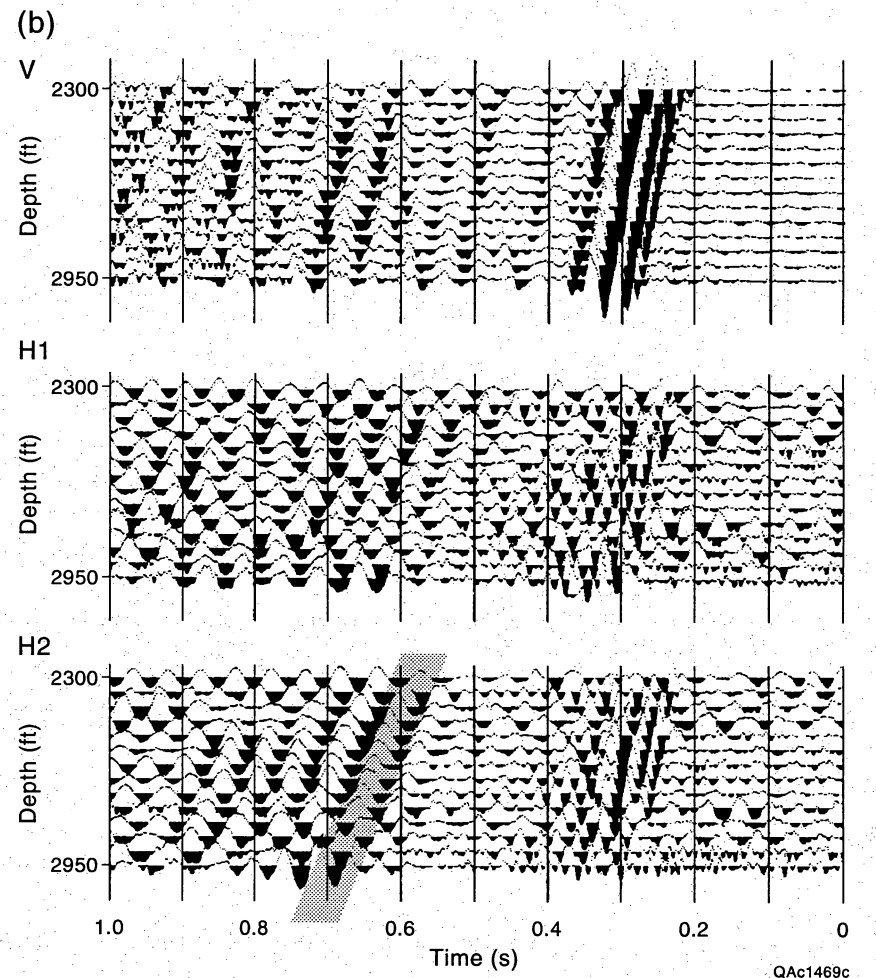 (b)
V
2300
Depth (ft)
2950
H1
2300
Depth (ft)
2950
H2
2300
Depth (ft)
2950
1.0 0.8 0.6 0.4 0.2 0
Time (s)
QAc1469c